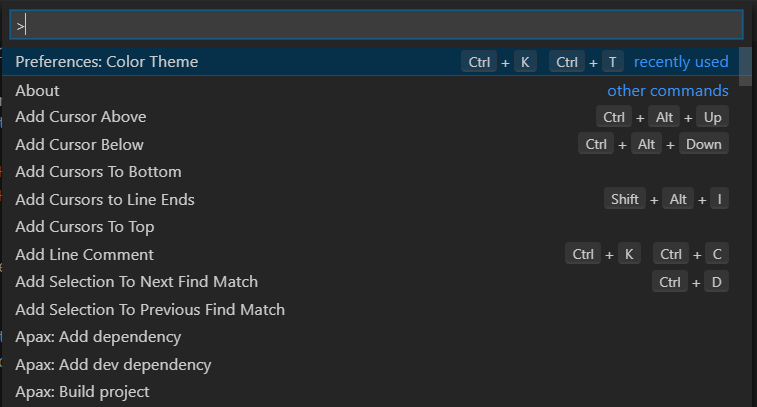 >
Preferences: Color Theme Ctrl + K Ctrl + T recently used
About other commands
Add Cursor Above Ctrl + Alt + Up
Add Cursor Below Ctrl + Alt + Down
Add Cursors To Bottom
Add Cursors to Line Ends Shift + Alt + I
Add Cursors To Top
Add Line Comment Ctrl + K Ctrl + C
Add Selection To Next Find Match Ctrl + D
Add Selection To Previous Find Match
Apax: Add dependency
Apax: Add dev dependency
Apax: Build project